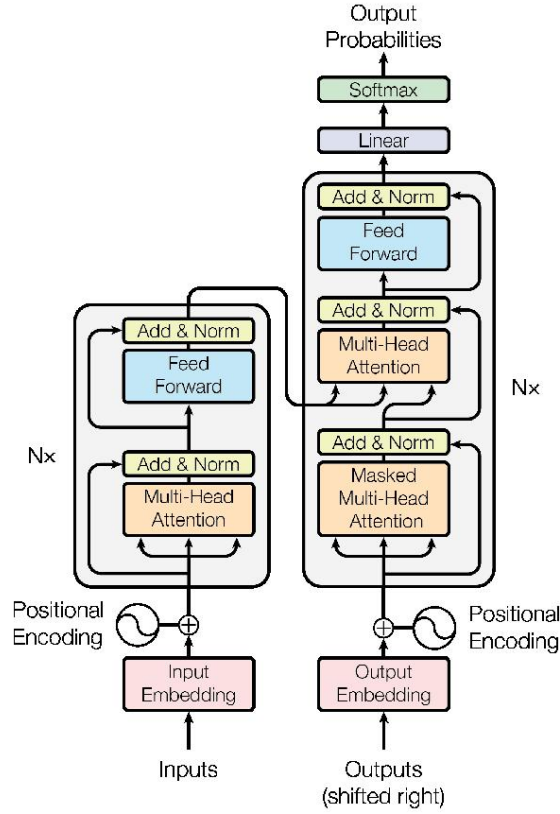 Output
Probabilities
Softmax
Linear
Add & Norm
Feed
Forward
Add & Norm
Multi-Head
Attention
Add & Norm
Masked
Multi-Head
Attention
Nx
Add & Norm
Feed
Forward
Add & Norm
Multi-Head
Attention
Nx
Positional
Encoding
Positional
Encoding
Input
Embedding
Output
Embedding
Inputs
Outputs
(shifted right)